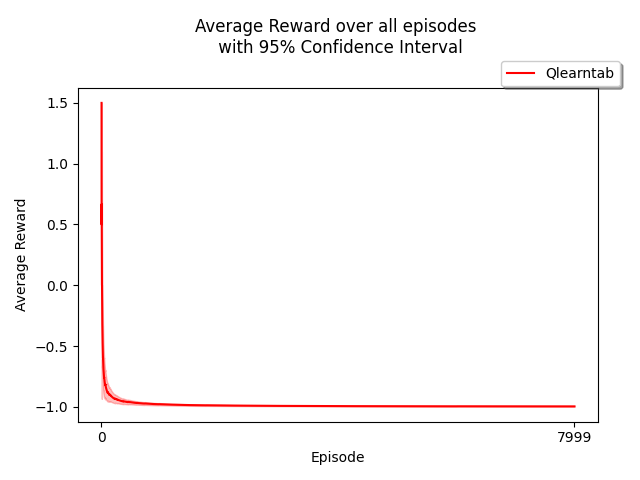 Average Reward over all episodes
with 95% Confidence Interval
Qlearntab
1.5
1.0
0.5
0.0
−0.5
−1.0
Average Reward
0
7999
Episode